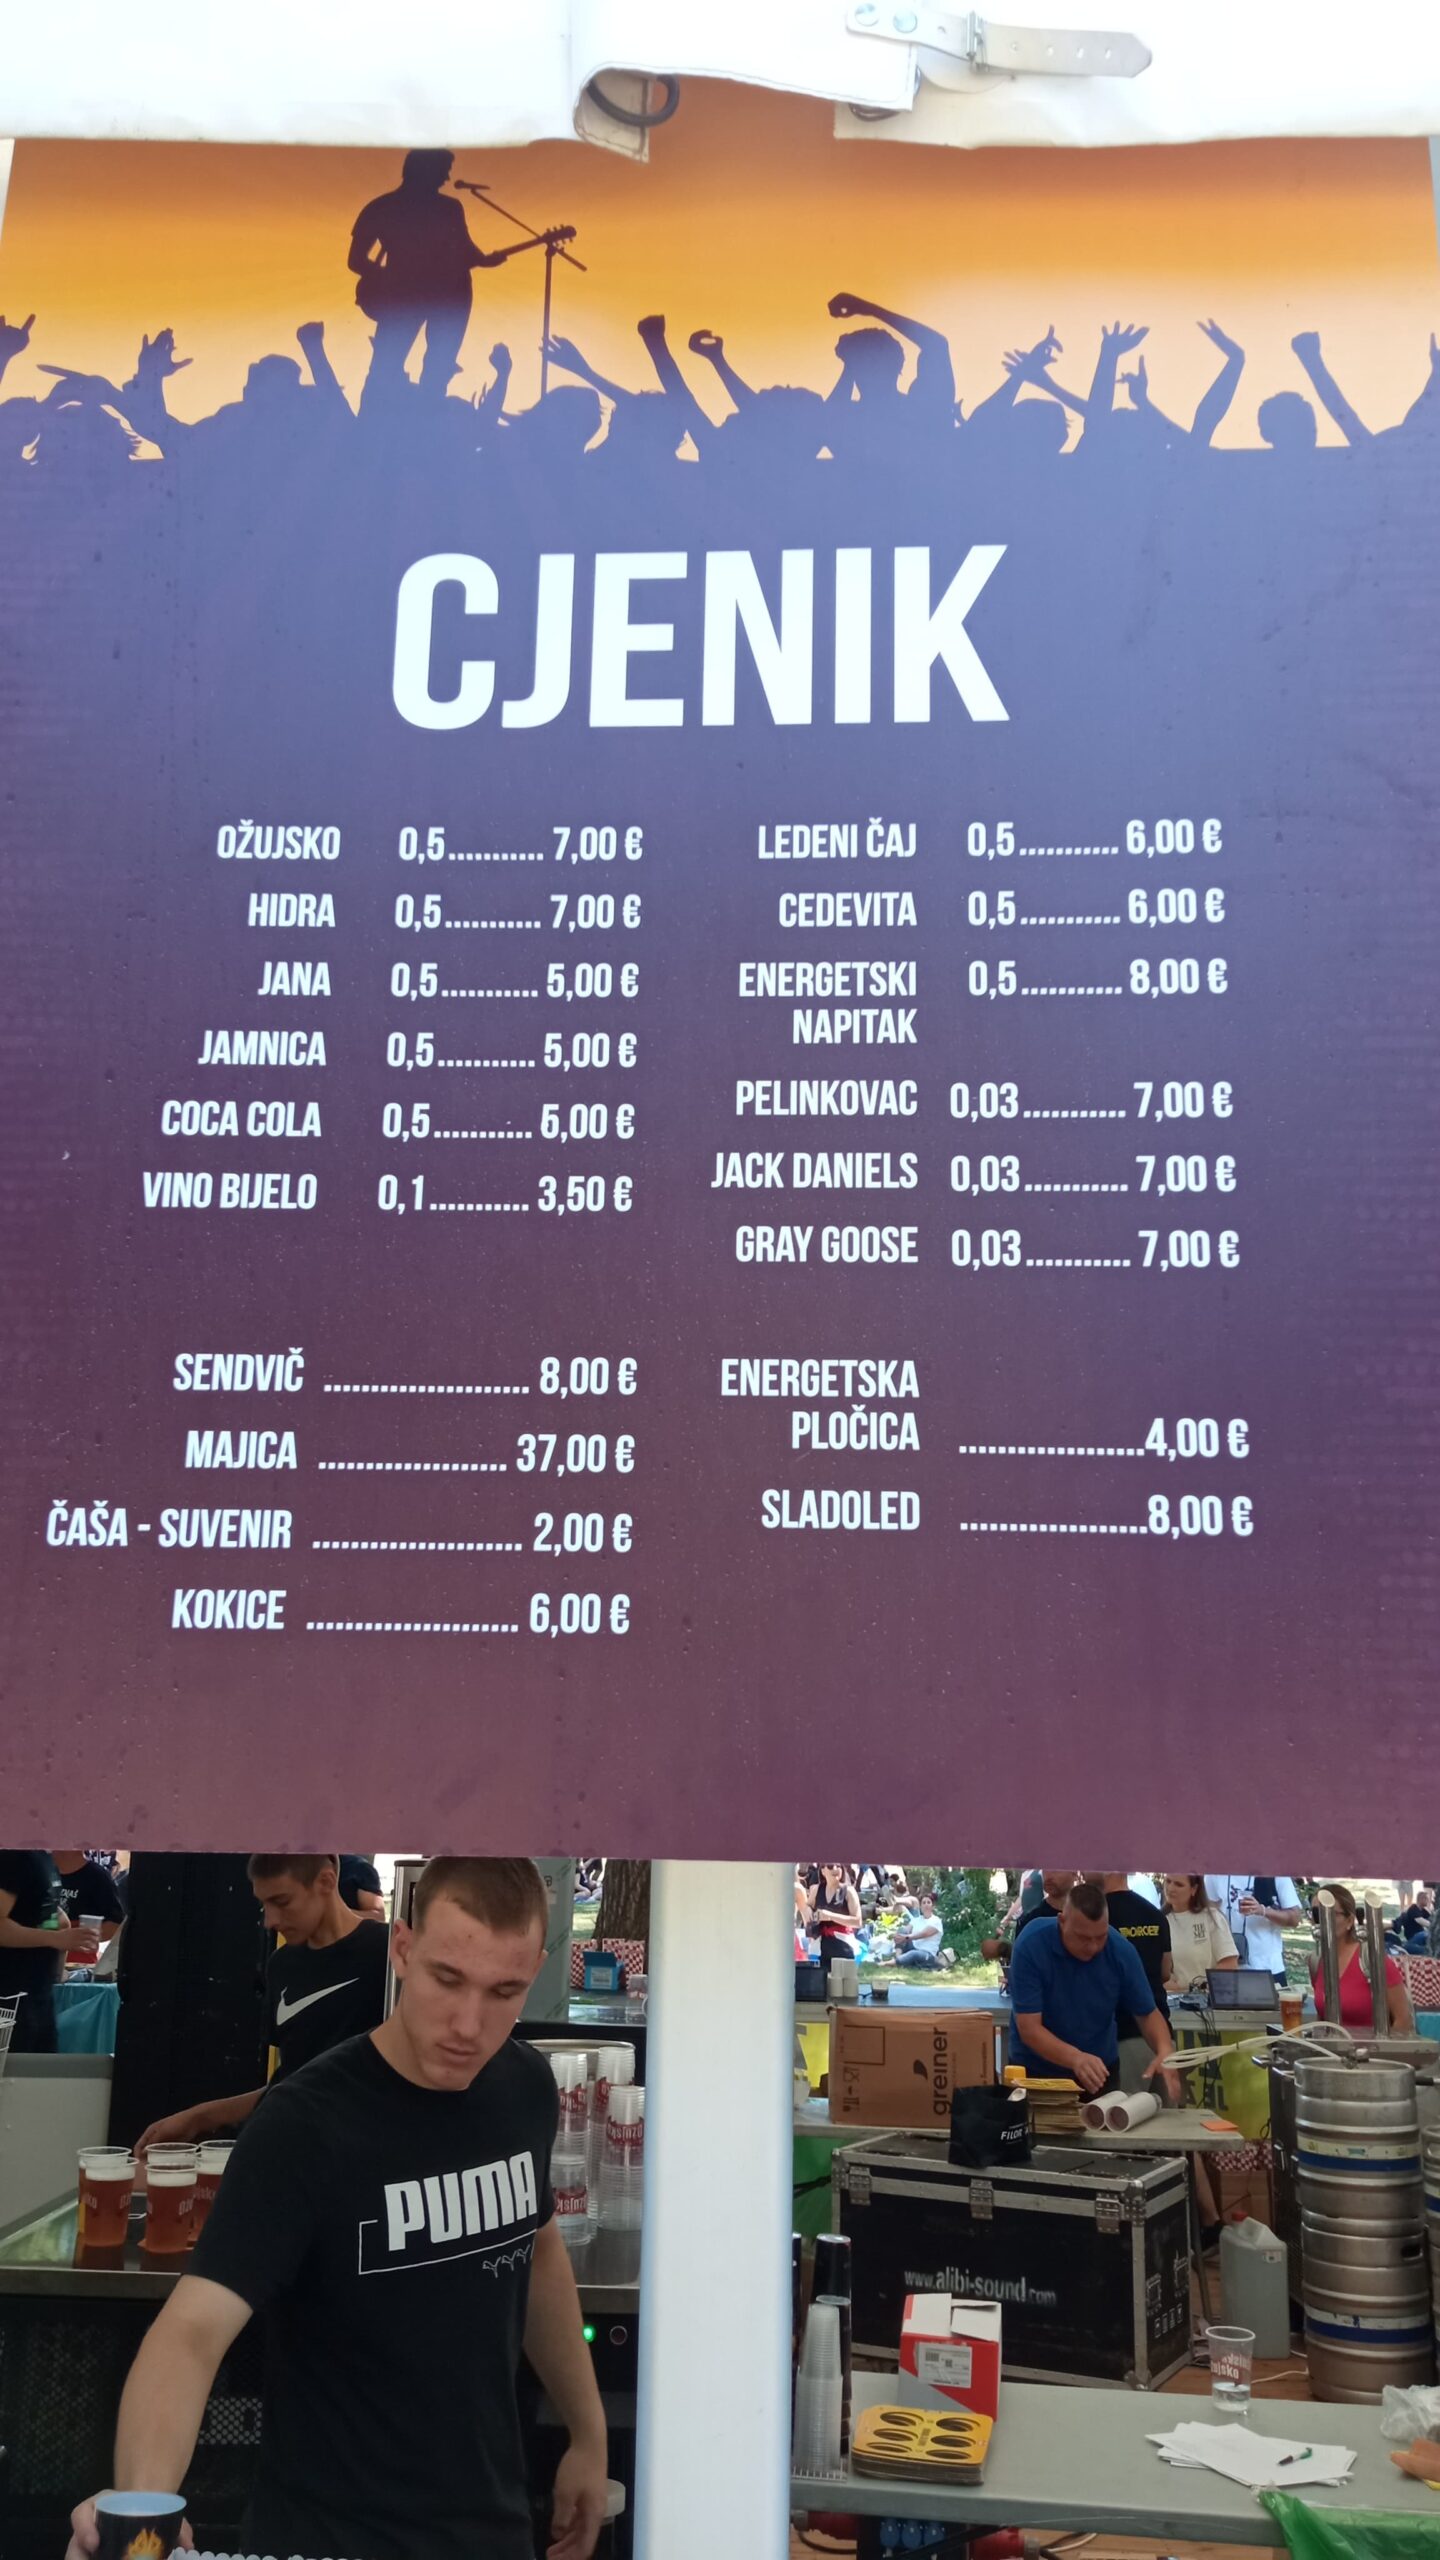 CJENIK
OŽUJSKO 0,5........... 7,00 €
HIDRA 0,5........... 7,00 €
JANA 0,5........... 5,00 €
JAMNICA 0,5........... 5,00 €
COCA COLA 0,5........... 6,00 €
VINO BIJELO 0,1........... 3,50 €
LEDENI ČAJ 0,5........... 6,00 €
CEDEVITA 0,5........... 6,00 €
ENERGETSKI 0,5........... 8,00 €
NAPITAK
PELINKOVAC 0,03........... 7,00 €
JACK DANIELS 0,03........... 7,00 €
GRAY GOOSE 0,03........... 7,00 €
SENDVIČ ...................... 8,00 €
MAJICA .................... 37,00 €
ČAŠA - SUVENIR ...................... 2,00 €
KOKICE ...................... 6,00 €
ENERGETSKA
PLOČICA ....................4,00 €
SLADOLED ....................8,00 €
PUMA
greiner
www.alibi-sound.com